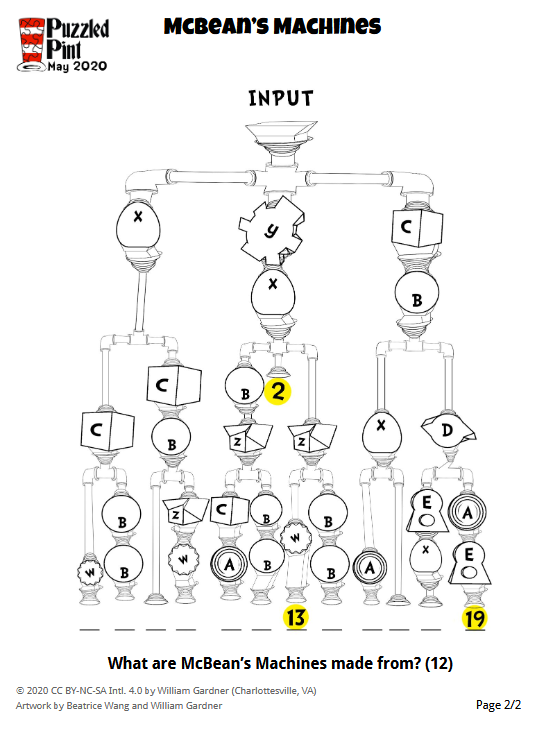 Puzzled
Pint
May 2020
McBean's Machines
INPUT
X
y
C
X
B
C
B
2
C
B
z
z
X
D
B
z
C
B
B
E
A
w
w
B
w
A
B
B
A
x
E
13
19
What are McBean's Machines made from? (12)
© 2020 CC BY-NC-SA Intl. 4.0 by William Gardner (Charlottesville, VA)
Artwork by Beatrice Wang and William Gardner
Page 2/2